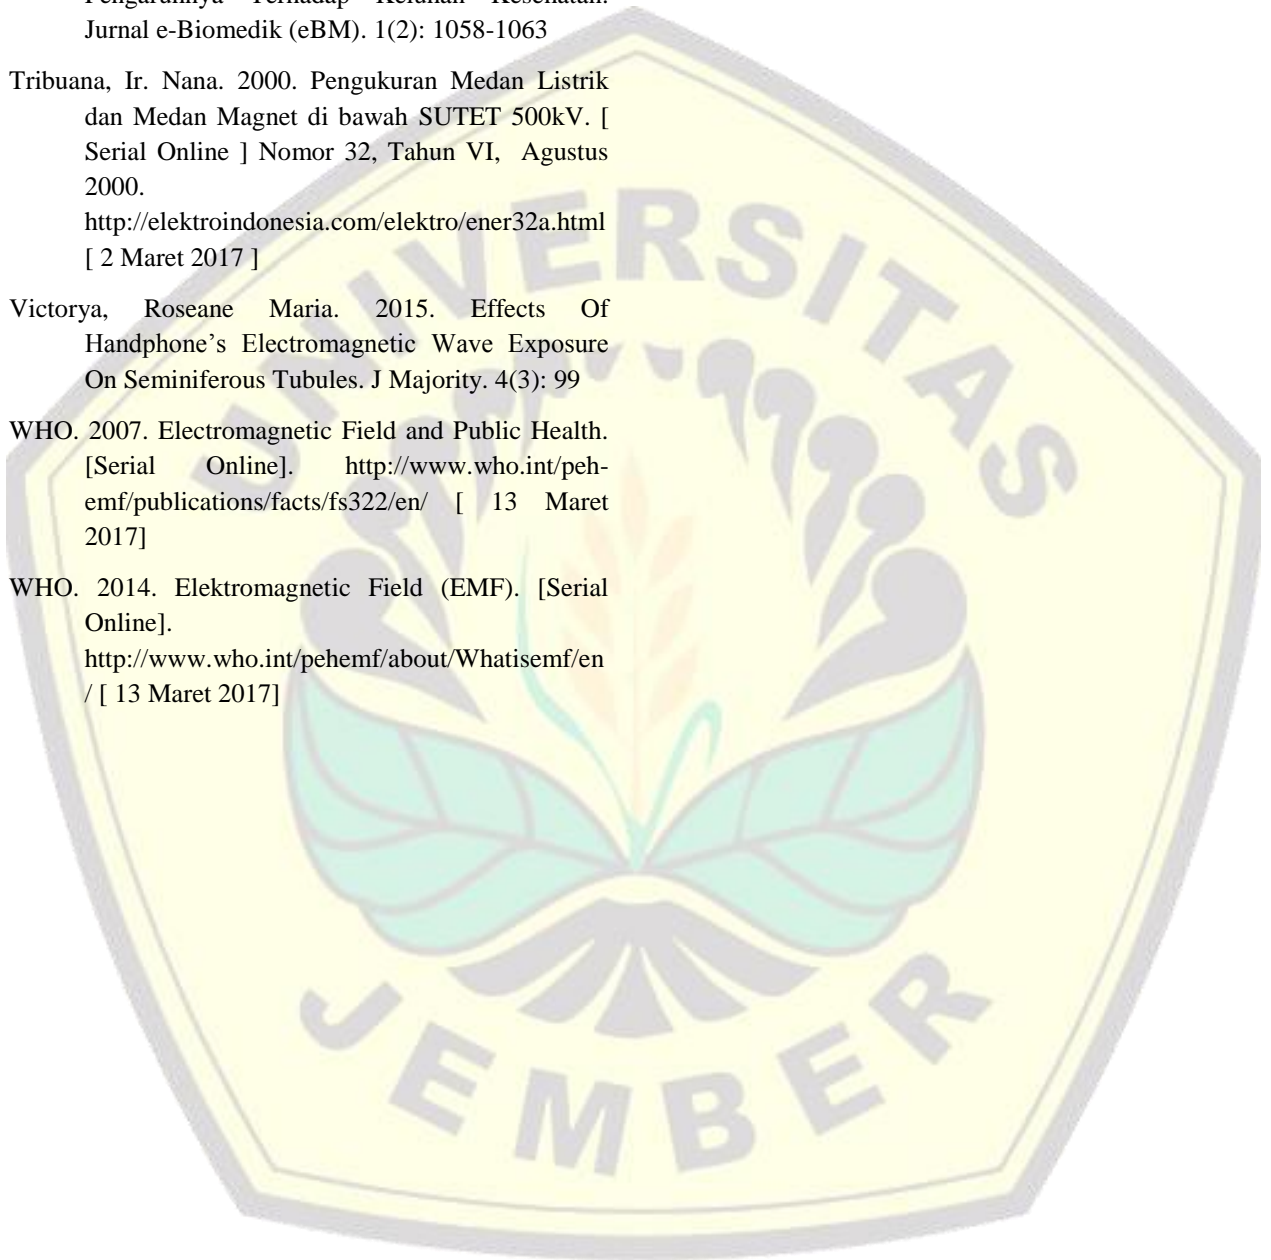 Pengaruhnya Terhadap Keluhan Kesehatan.
Jurnal e-Biomedik (eBM). 1(2): 1058-1063
Tribuana, Ir. Nana. 2000. Pengukuran Medan Listrik
dan Medan Magnet di bawah SUTET 500kV. [
Serial Online ] Nomor 32, Tahun VI, Agustus
2000.
http://elektroindonesia.com/elektro/ener32a.html
[ 2 Maret 2017 ]
Victorya, Roseane Maria. 2015. Effects Of
Handphone’s Electromagnetic Wave Exposure
On Seminiferous Tubules. J Majority. 4(3): 99
WHO. 2007. Electromagnetic Field and Public Health.
[Serial Online]. http://www.who.int/peh-
emf/publications/facts/fs322/en/ [ 13 Maret
2017]
WHO. 2014. Elektromagnetic Field (EMF). [Serial
Online].
http://www.who.int/pehemf/about/Whatisemf/en
/ [ 13 Maret 2017]
UNIVERSITAS
JEMBER